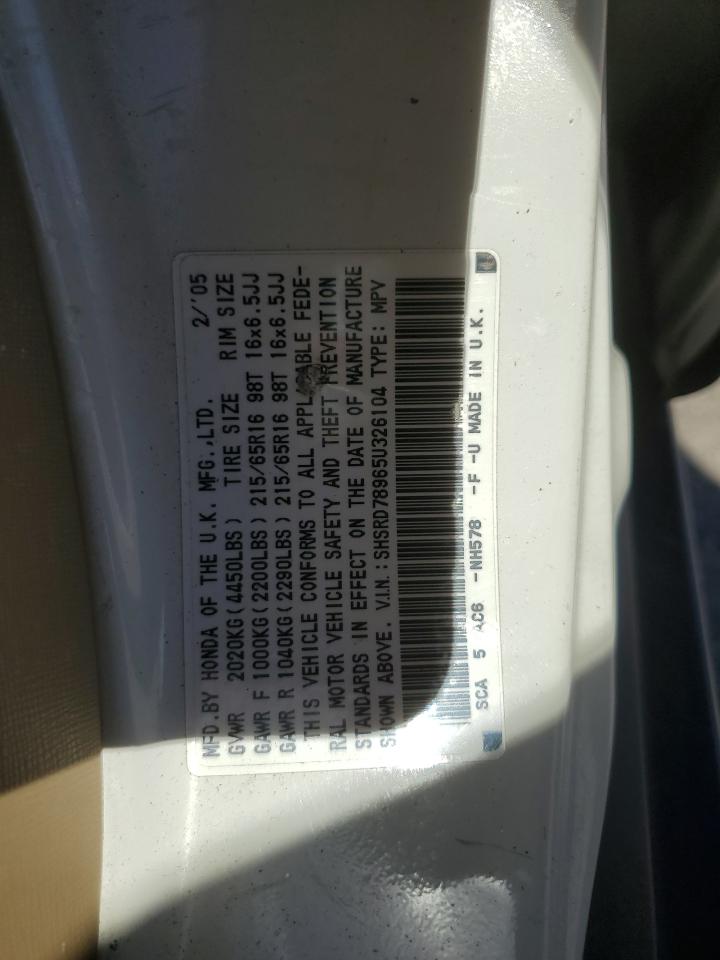 MFD.BY HONDA OF THE U.K. MFG.,LTD. 2/'05
GVWR 2020KG(4450LBS) TIRE SIZE RIM SIZE
GAWR F 1000KG(2200LBS) 215/65R16 98T 16x6.5JJ
GAWR R 1040KG(2290LBS) 215/65R16 98T 16x6.5JJ
THIS VEHICLE CONFORMS TO ALL APPLICABLE FEDE-
RAL MOTOR VEHICLE SAFETY AND THEFT PREVENTION
STANDARDS IN EFFECT ON THE DATE OF MANUFACTURE
SHOWN ABOVE. V.I.N.:SHSRD78965U326104 TYPE: MPV
SCA 5 AC6 -NH578 -F -U MADE IN U.K.